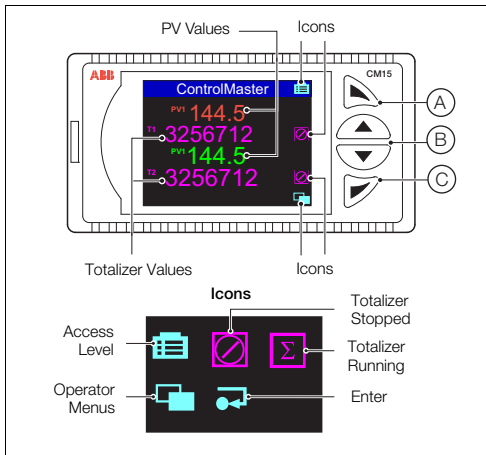 PV Values
Icons
ABB
CM15
ControlMaster
PV1 144.5
T1 3256712
PV1 144.5
T2 3256712
A
B
C
Totalizer Values
Icons
Icons
Access
Level
Totalizer
Stopped
Σ
Totalizer
Running
Operator
Menus
Enter